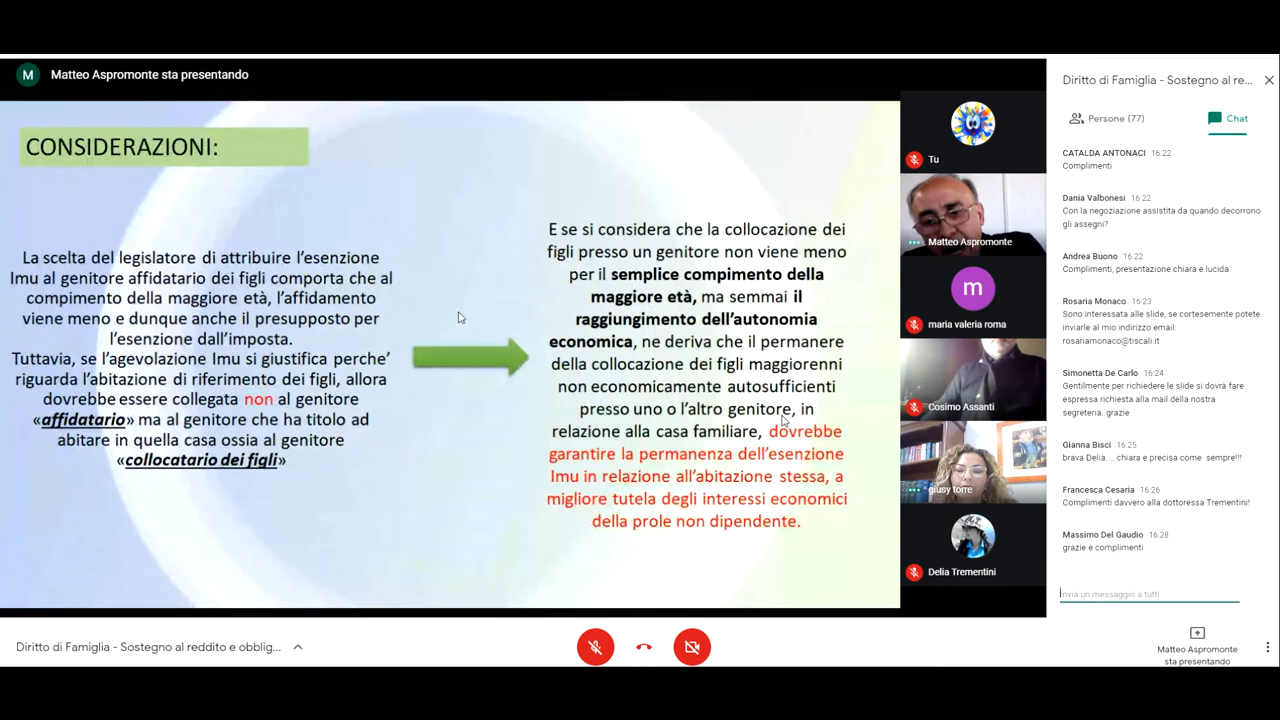 M Matteo Aspromonte sta presentando
CONSIDERAZIONI:
La scelta del legislatore di attribuire l'esenzione
Imu al genitore affidatario dei figli comporta che al
compimento della maggiore età, l'affidamento
viene meno e dunque anche il presupposto per
l'esenzione dall'imposta.
Tuttavia, se l'agevolazione Imu si giustifica perche'
riguarda l'abitazione di riferimento dei figli, allora
dovrebbe essere collegata non al genitore
«affidatario» ma al genitore che ha titolo ad
abitare in quella casa ossia al genitore
«collocatario dei figli»
E se si considera che la collocazione dei
figli presso un genitore non viene meno
per il semplice compimento della
maggiore età, ma semmai il
raggiungimento dell'autonomia
economica, ne deriva che il permanere
della collocazione dei figli maggiorenni
non economicamente autosufficienti
presso uno o l'altro genitore, in
relazione alla casa familiare, dovrebbe
garantire la permanenza dell'esenzione
Imu in relazione all'abitazione stessa, a
migliore tutela degli interessi economici
della prole non dipendente.
Tu
Matteo Aspromonte
m
maria valeria roma
Cosimo Assanti
giusy torre
Delia Trementini
Diritto di Famiglia - Sostegno al re...
Persone (77)
Chat
CATALDA ANTONACI 16:22
Complimenti
Dania Valbonesi 16:22
Con la negoziazione assistita da quando decorrono
gli assegni?
Andrea Buono 16:22
Complimenti, presentazione chiara e lucida
Rosaria Monaco 16:23
Sono interessata alle slide, se cortesemente potete
inviarle al mio indirizzo email:
rosariamonaco@tiscali.it
Simonetta De Carlo 16:24
Gentilmente per richiedere le slide si dovrà fare
espressa richiesta alla mail della nostra
segreteria. grazie
Gianna Bisci 16:25
brava Delia.... chiara e precisa come sempre!!!
Francesca Cesaria 16:26
Complimenti davvero alla dottoressa Trementini!
Massimo Del Gaudio 16:28
grazie e complimenti
Invia un messaggio a tutti
Diritto di Famiglia - Sostegno al reddito e obblig...
Matteo Aspromonte
sta presentando